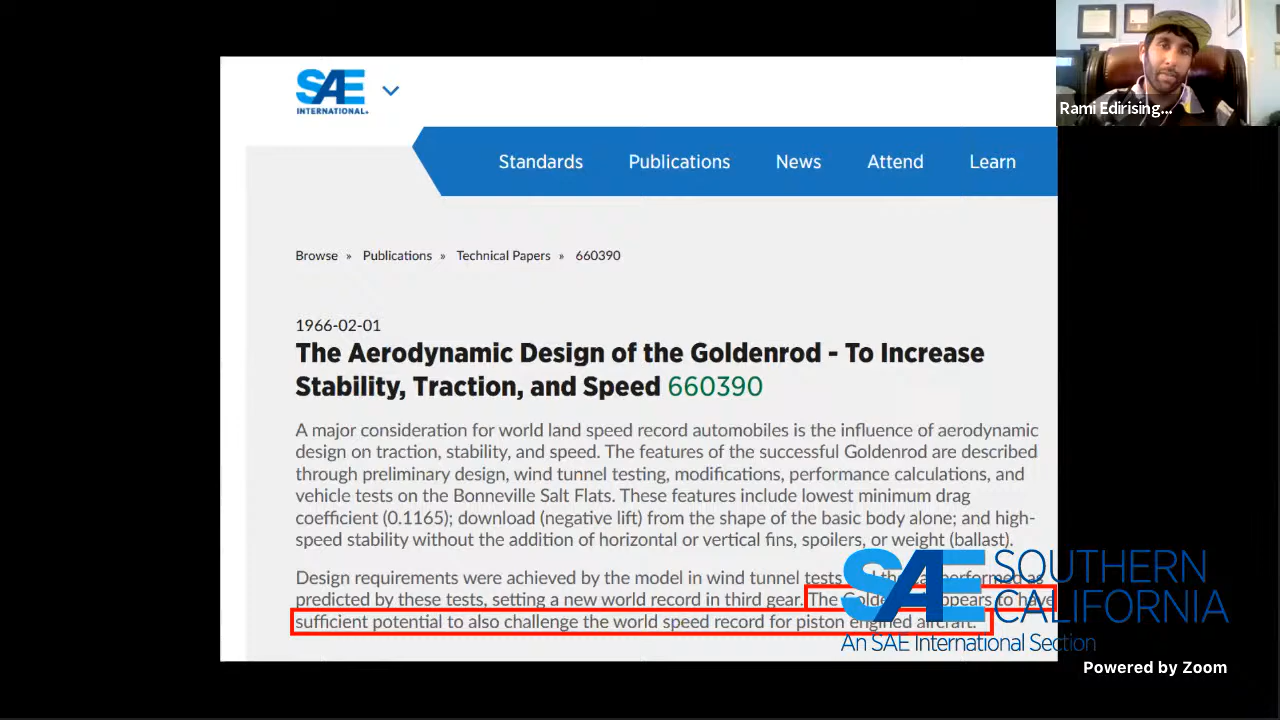 SAE
INTERNATIONAL
Rami Edirising...
Standards Publications News Attend Learn
Browse » Publications » Technical Papers » 660390
1966-02-01
The Aerodynamic Design of the Goldenrod - To Increase
Stability, Traction, and Speed 660390
A major consideration for world land speed record automobiles is the influence of aerodynamic
design on traction, stability, and speed. The features of the successful Goldenrod are described
through preliminary design, wind tunnel testing, modifications, performance calculations, and
vehicle tests on the Bonneville Salt Flats. These features include lowest minimum drag
coefficient (0.1165); download (negative lift) from the shape of the basic body alone; and high-
speed stability without the addition of horizontal or vertical fins, spoilers, or weight (ballast).
Design requirements were achieved by the model in wind tunnel tests performed as
predicted by these tests, setting a new world record in third gear. The appears to have
sufficient potential to also challenge the world speed record for piston engined aircraft.
SAE SOUTHERN
CALIFORNIA
An SAE International Section
Powered by Zoom